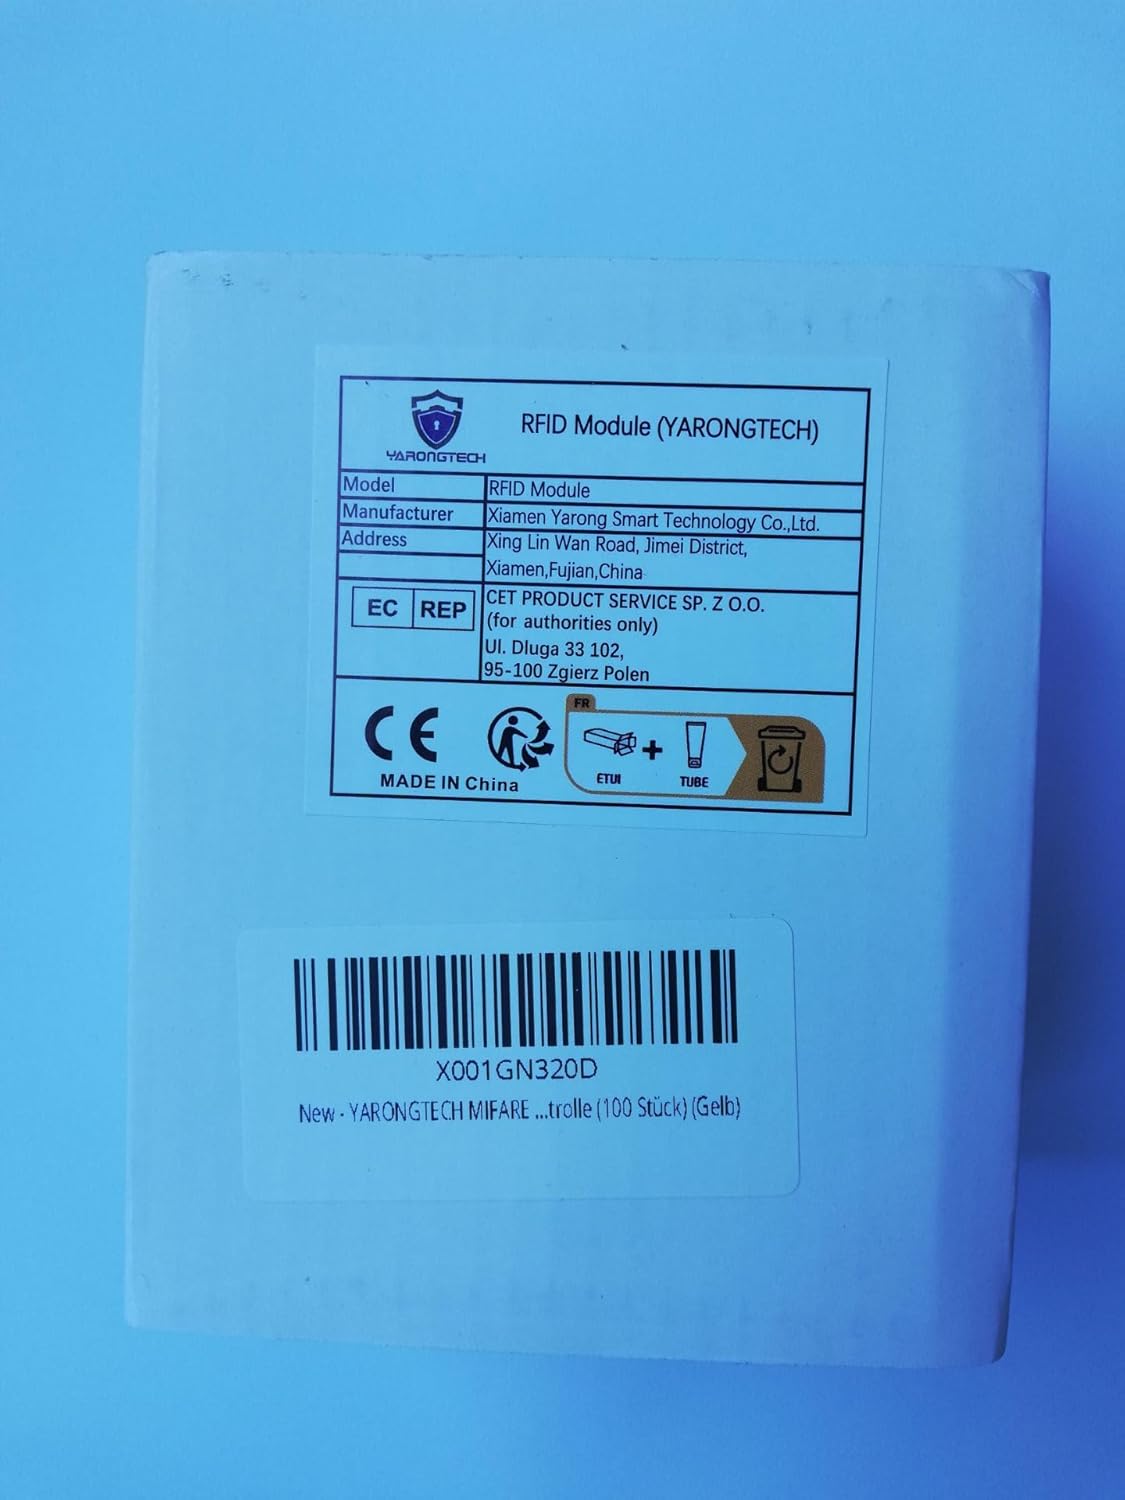 YARONGTECH
RFID Module (YARONGTECH)
Model RFID Module
Manufacturer Xiamen Yarong Smart Technology Co.,Ltd.
Address Xing Lin Wan Road, Jimei District,
Xiamen,Fujian,China
EC REP CET PRODUCT SERVICE SP. Z O.O.
(for authorities only)
Ul. Dluga 33 102,
95-100 Zgierz Polen
CE
MADE IN China
FR
ETUI + TUBE
X001GN320D
New - YARONGTECH MIFARE ...trolle (100 Stück) (Gelb)